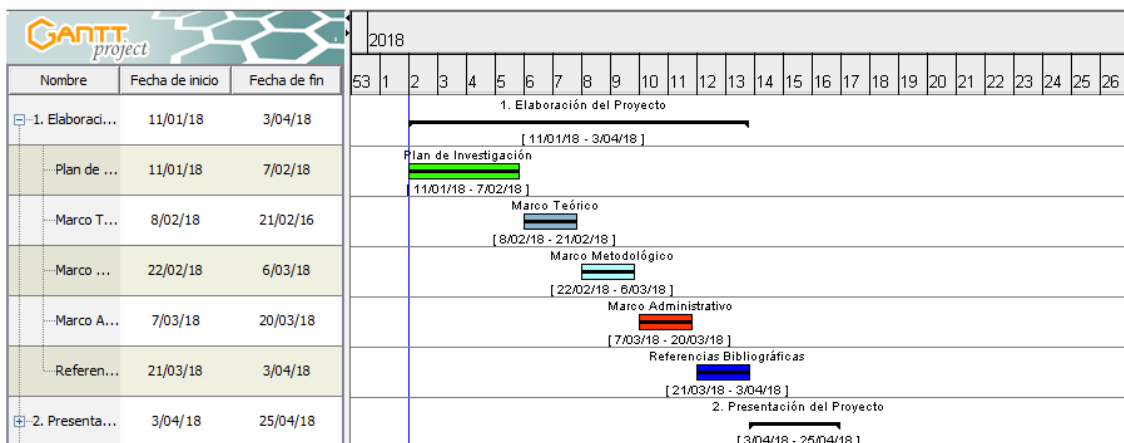 GANTT
project
2018
Nombre Fecha de inicio Fecha de fin
53 1 2 3 4 5 6 7 8 9 10 11 12 13 14 15 16 17 18 19 20 21 22 23 24 25 26
1. Elaboración del Proyecto
1. Elaboraci... 11/01/18 3/04/18
[ 11/01/18 - 3/04/18 ]
Plan de Investigación
Plan de ... 11/01/18 7/02/18
[ 11/01/18 - 7/02/18 ]
Marco Teórico
Marco T... 8/02/18 21/02/16
[ 8/02/18 - 21/02/18 ]
Marco Metodológico
Marco ... 22/02/18 6/03/18
[ 22/02/18 - 6/03/18 ]
Marco Administrativo
Marco A... 7/03/18 20/03/18
[ 7/03/18 - 20/03/18 ]
Referencias Bibliográficas
Referen... 21/03/18 3/04/18
[ 21/03/18 - 3/04/18 ]
2. Presentación del Proyecto
2. Presenta... 3/04/18 25/04/18
[ 3/04/18 - 25/04/18 ]